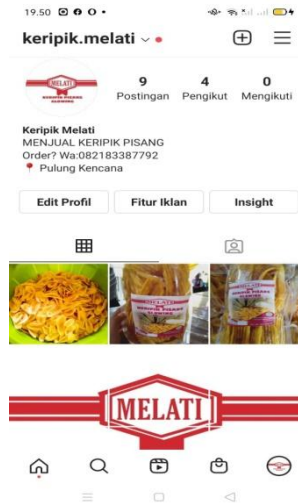 19.50
keripik.melati
9 4 0
Postingan Pengikut Mengikuti
Keripik Melati
MENJUAL KERIPIK PISANG
Order? Wa:082183387792
Pulung Kencana
Edit Profil Fitur Iklan Insight
MELATI